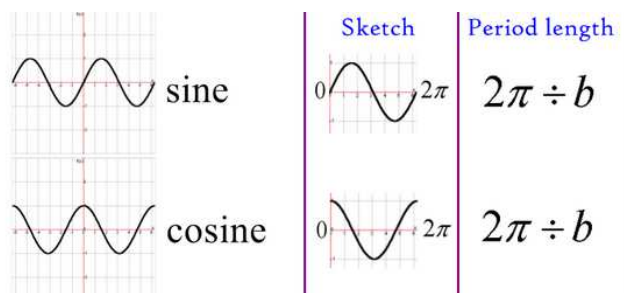 Sketch
Period length
sine
0
2π
2π ÷ b
cosine
0
2π
2π ÷ b